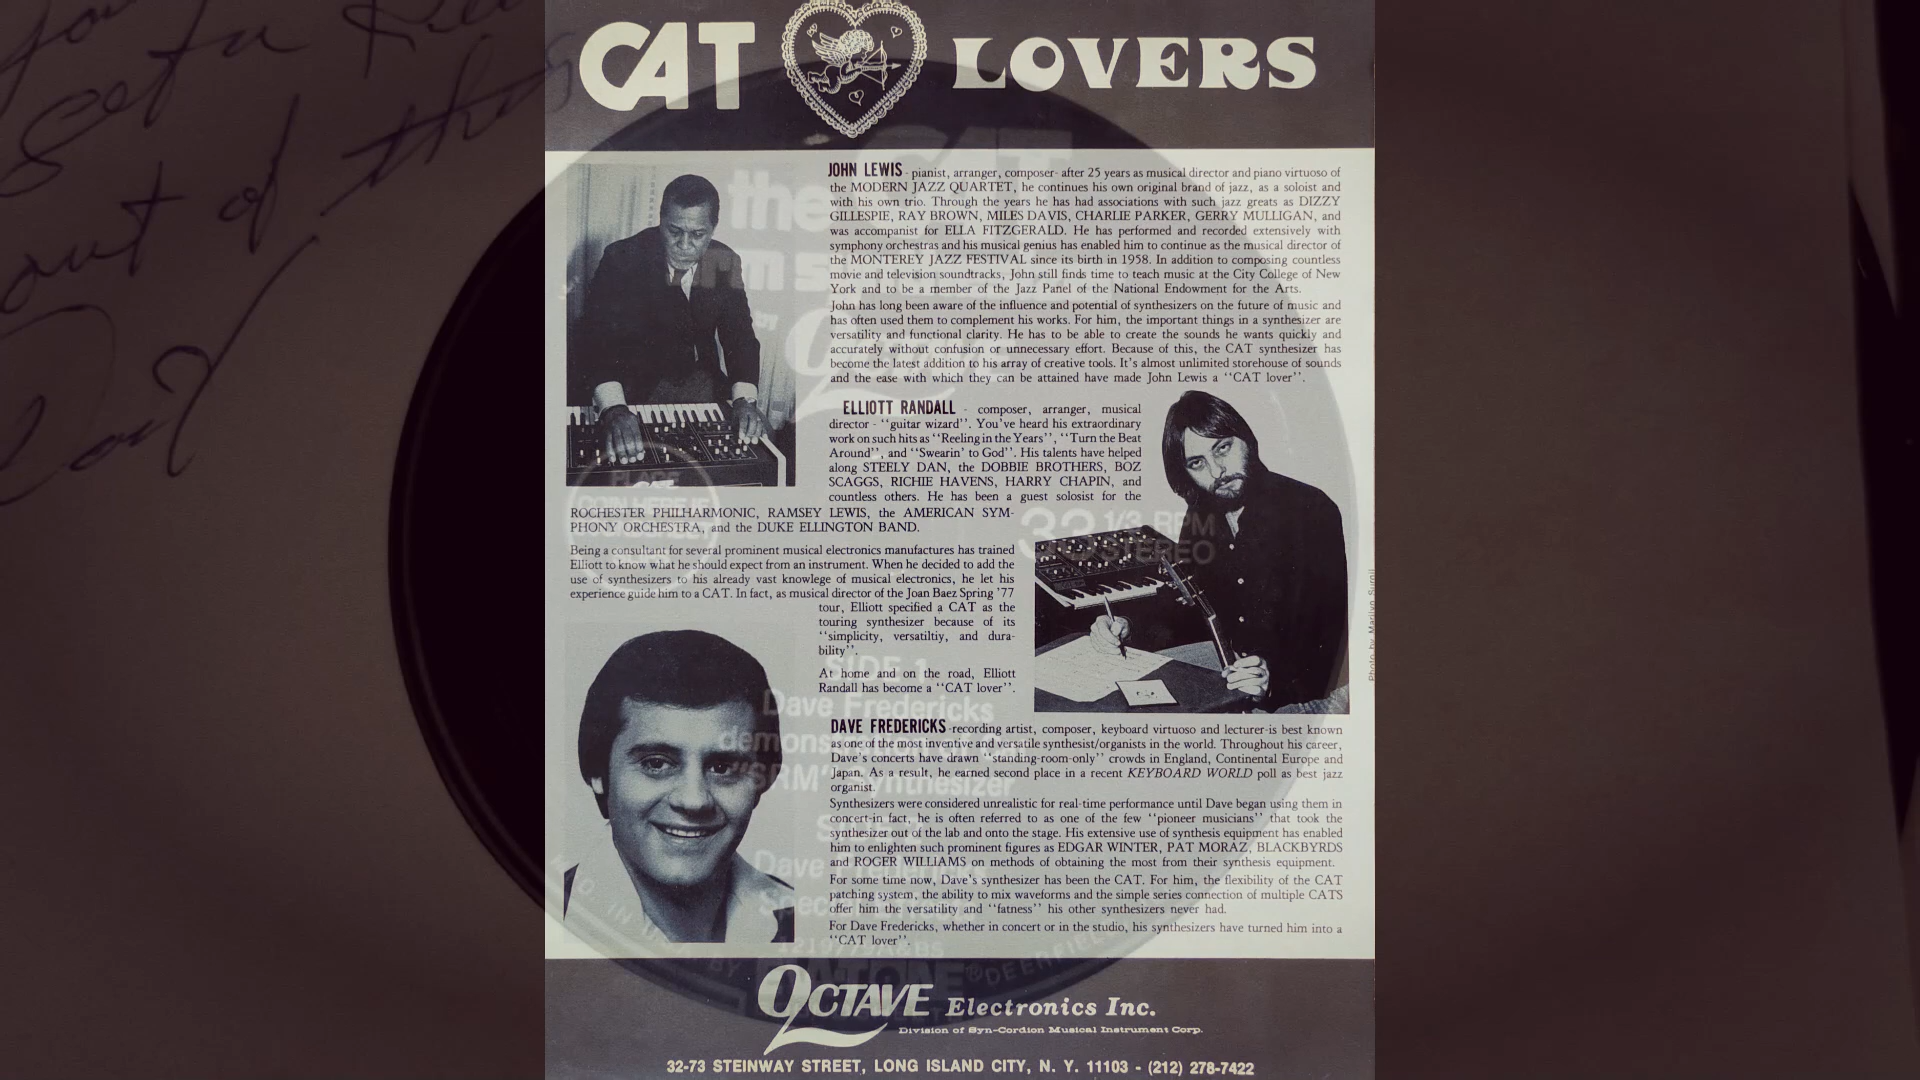 CAT LOVERS
JOHN LEWIS - pianist, arranger, composer- after 25 years as musical director and piano virtuoso of
the MODERN JAZZ QUARTET, he continues his own original brand of jazz, as a soloist and
with his own trio. Through the years he has had associations with such jazz greats as DIZZY
GILLESPIE, RAY BROWN, MILES DAVIS, CHARLIE PARKER, GERRY MULLIGAN, and
was accompanist for ELLA FITZGERALD. He has performed and recorded extensively with
symphony orchestras and his musical genius has enabled him to continue as the musical director of
the MONTEREY JAZZ FESTIVAL since its birth in 1958. In addition to composing countless
movie and television soundtracks, John still finds time to teach music at the City College of New
York and to be a member of the Jazz Panel of the National Endowment for the Arts.
John has long been aware of the influence and potential of synthesizers on the future of music and
has often used them to complement his works. For him, the important things in a synthesizer are
versatility and functional clarity. He has to be able to create the sounds he wants quickly and
accurately without confusion or unnecessary effort. Because of this, the CAT synthesizer has
become the latest addition to his array of creative tools. It's almost unlimited storehouse of sounds
and the ease with which they can be attained have made John Lewis a "CAT lover".
ELLIOTT RANDALL - composer, arranger, musical
director - "guitar wizard". You've heard his extraordinary
work on such hits as "Reeling in the Years", "Turn the Beat
Around", and "Swearin' to God". His talents have helped
along STEELY DAN, the DOBBIE BROTHERS, BOZ
SCAGGS, RICHIE HAVENS, HARRY CHAPIN, and
countless others. He has been a guest solosist for the
ROCHESTER PHILHARMONIC, RAMSEY LEWIS, the AMERICAN SYM-
PHONY ORCHESTRA, and the DUKE ELLINGTON BAND.
Being a consultant for several prominent musical electronics manufactures has trained
Elliott to know what he should expect from an instrument. When he decided to add the
use of synthesizers to his already vast knowlege of musical electronics, he let his
experience guide him to a CAT. In fact, as musical director of the Joan Baez Spring '77
tour, Elliott specified a CAT as the
touring synthesizer because of its
"simplicity, versatiltiy, and dura-
bility".
At home and on the road, Elliott
Randall has become a "CAT lover".
Photo by Marilyn
DAVE FREDERICKS -recording artist, composer, keyboard virtuoso and lecturer-is best known
as one of the most inventive and versatile synthesist/organists in the world. Throughout his career,
Dave's concerts have drawn "standing-room-only" crowds in England, Continental Europe and
Japan. As a result, he earned second place in a recent KEYBOARD WORLD poll as best jazz
organist.
Synthesizers were considered unrealistic for real-time performance until Dave began using them in
concert-in fact, he is often referred to as one of the few "pioneer musicians" that took the
synthesizer out of the lab and onto the stage. His extensive use of synthesis equipment has enabled
him to enlighten such prominent figures as EDGAR WINTER, PAT MORAZ, BLACKBYRDS
and ROGER WILLIAMS on methods of obtaining the most from their synthesis equipment.
For some time now, Dave's synthesizer has been the CAT. For him, the flexibility of the CAT
patching system, the ability to mix waveforms and the simple series connection of multiple CATS
offer him the versatility and "fatness" his other synthesizers never had.
For Dave Fredericks, whether in concert or in the studio, his synthesizers have turned him into a
"CAT lover".
OCTAVE Electronics Inc.
Division of Syn-Cordion Musical Instrument Corp.
32-73 STEINWAY STREET, LONG ISLAND CITY, N. Y. 11103 - (212) 278-7422
out of
the
CAT
33 1/3 RPM
STEREO
SIDE 1
Dave Fredericks
"SRM" Synthesizer
Dave Fredericks